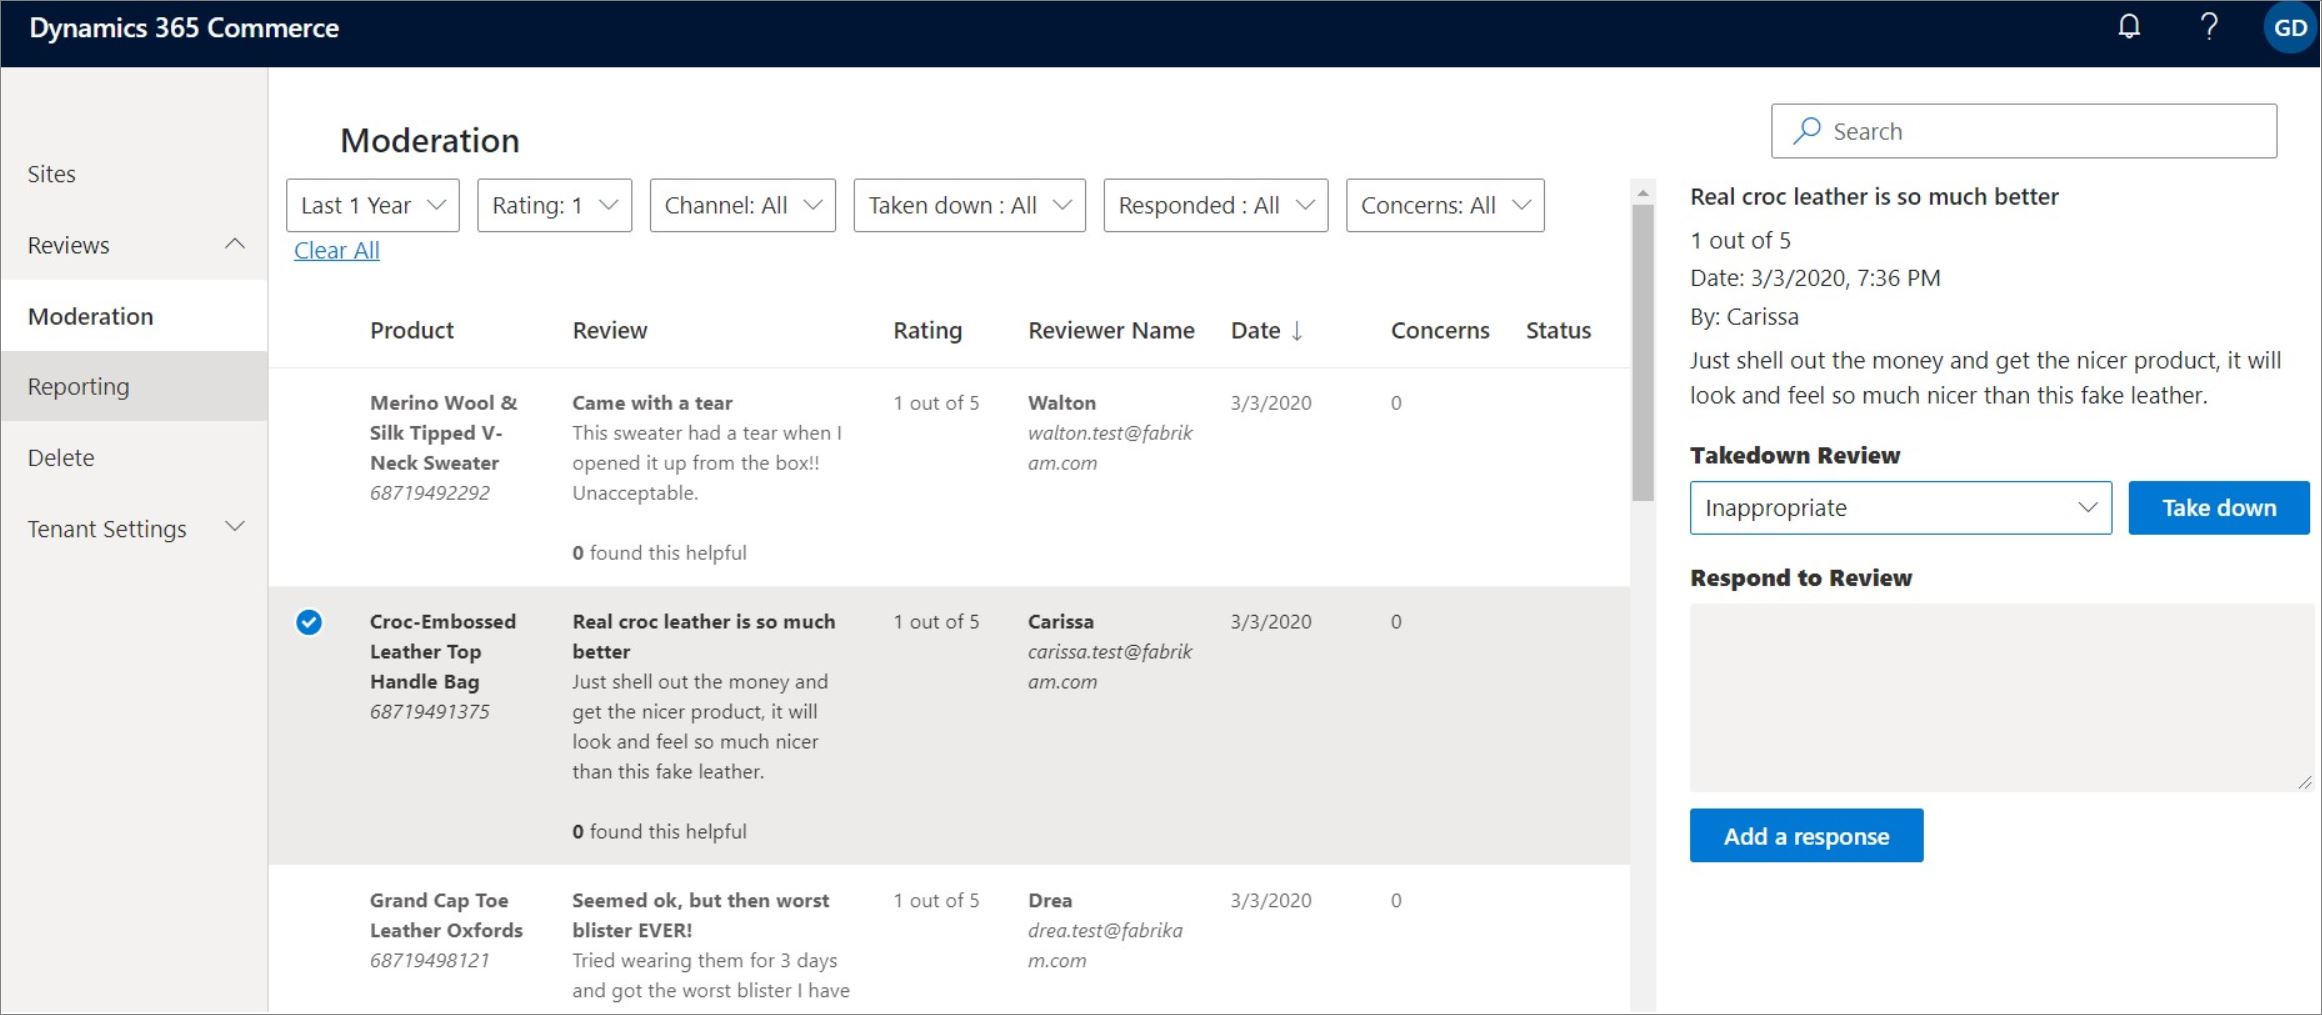 Dynamics 365 Commerce
GD
Sites
Reviews
Moderation
Reporting
Delete
Tenant Settings
Moderation
Last 1 Year
Rating: 1
Channel: All
Taken down : All
Responded : All
Concerns: All
Clear All
Product Review Rating Reviewer Name Date ↓ Concerns Status
Merino Wool &
Silk Tipped V-
Neck Sweater
68719492292
Came with a tear
This sweater had a tear when I
opened it up from the box!!
Unacceptable.
0 found this helpful
1 out of 5
Walton
walton.test@fabrik
am.com
3/3/2020
0
Croc-Embossed
Leather Top
Handle Bag
68719491375
Real croc leather is so much
better
Just shell out the money and
get the nicer product, it will
look and feel so much nicer
than this fake leather.
0 found this helpful
1 out of 5
Carissa
carissa.test@fabrik
am.com
3/3/2020
0
Grand Cap Toe
Leather Oxfords
68719498121
Seemed ok, but then worst
blister EVER!
Tried wearing them for 3 days
and got the worst blister I have
1 out of 5
Drea
drea.test@fabrika
m.com
3/3/2020
0
Search
Real croc leather is so much better
1 out of 5
Date: 3/3/2020, 7:36 PM
By: Carissa
Just shell out the money and get the nicer product, it will
look and feel so much nicer than this fake leather.
Takedown Review
Inappropriate
Take down
Respond to Review
Add a response